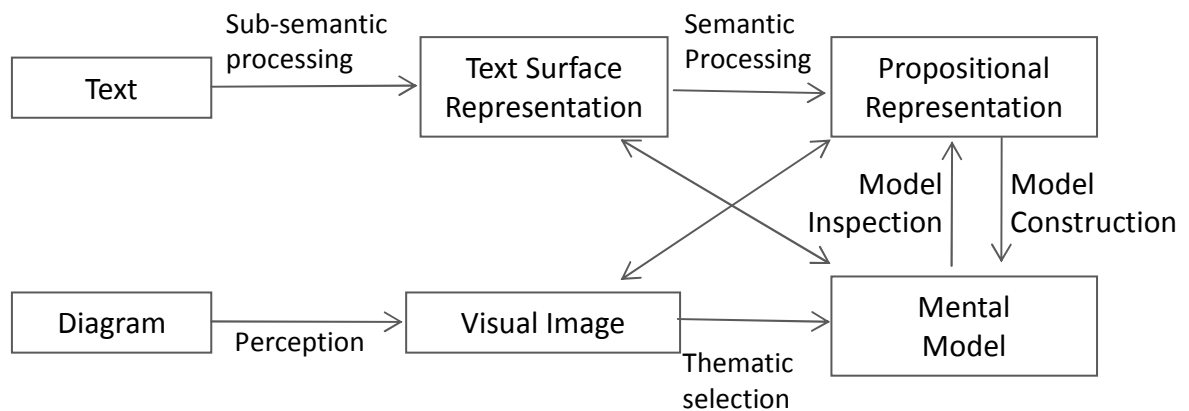 Sub-semantic
processing
Semantic
Processing
Text
Text Surface
Representation
Propositional
Representation
Model
Inspection
Model
Construction
Diagram
Perception
Visual Image
Thematic
selection
Mental
Model